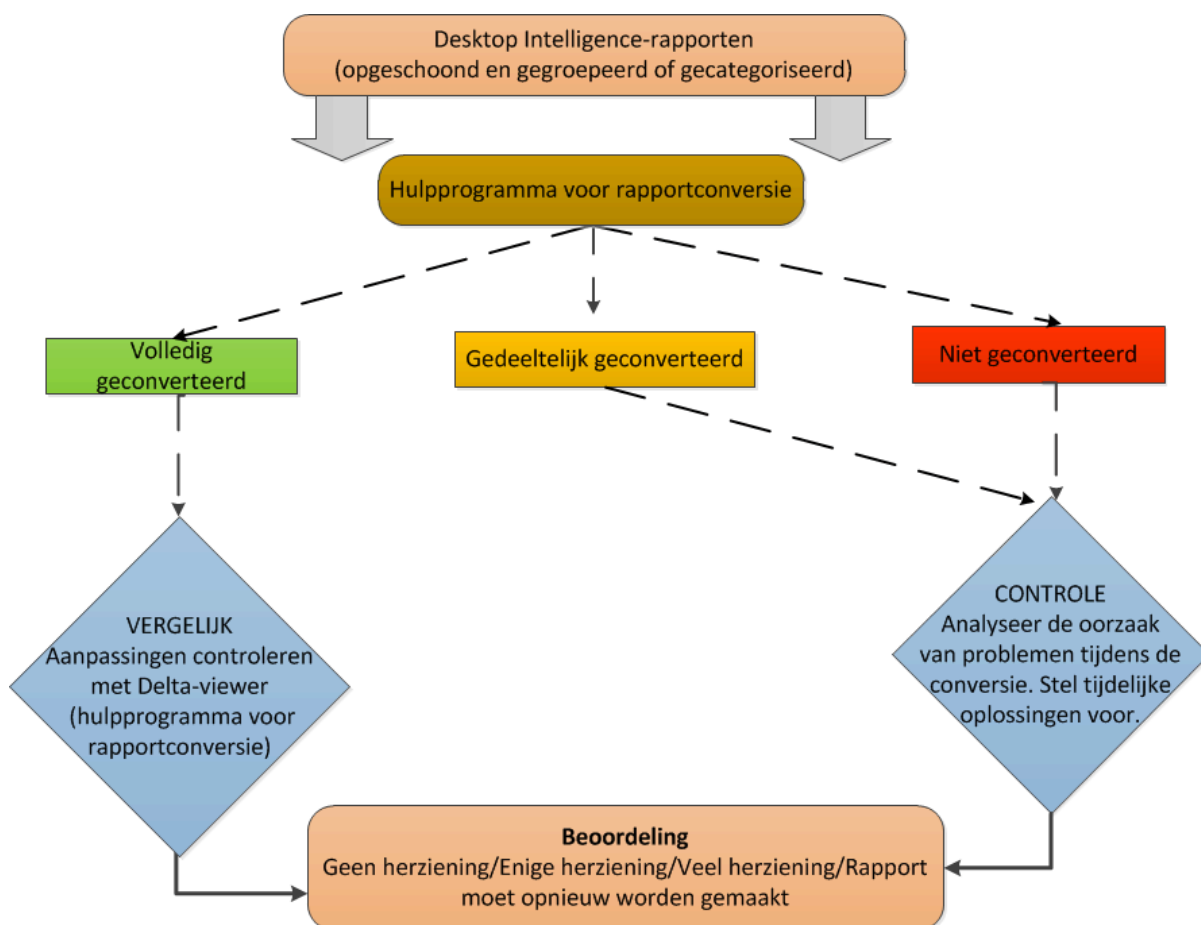 Desktop Intelligence-rapporten
(opgeschoond en gegroepeerd of gecategoriseerd)
Hulpprogramma voor rapportconversie
Volledig
geconverteerd
Gedeeltelijk geconverteerd
Niet geconverteerd
VERGELIJK
Aanpassingen controleren
met Delta-viewer
(hulpprogramma voor
rapportconversie)
CONTROLE
Analyseer de oorzaak
van problemen tijdens de
conversie. Stel tijdelijke
oplossingen voor.
Beoordeling
Geen herziening/Enige herziening/Veel herziening/Rapport
moet opnieuw worden gemaakt